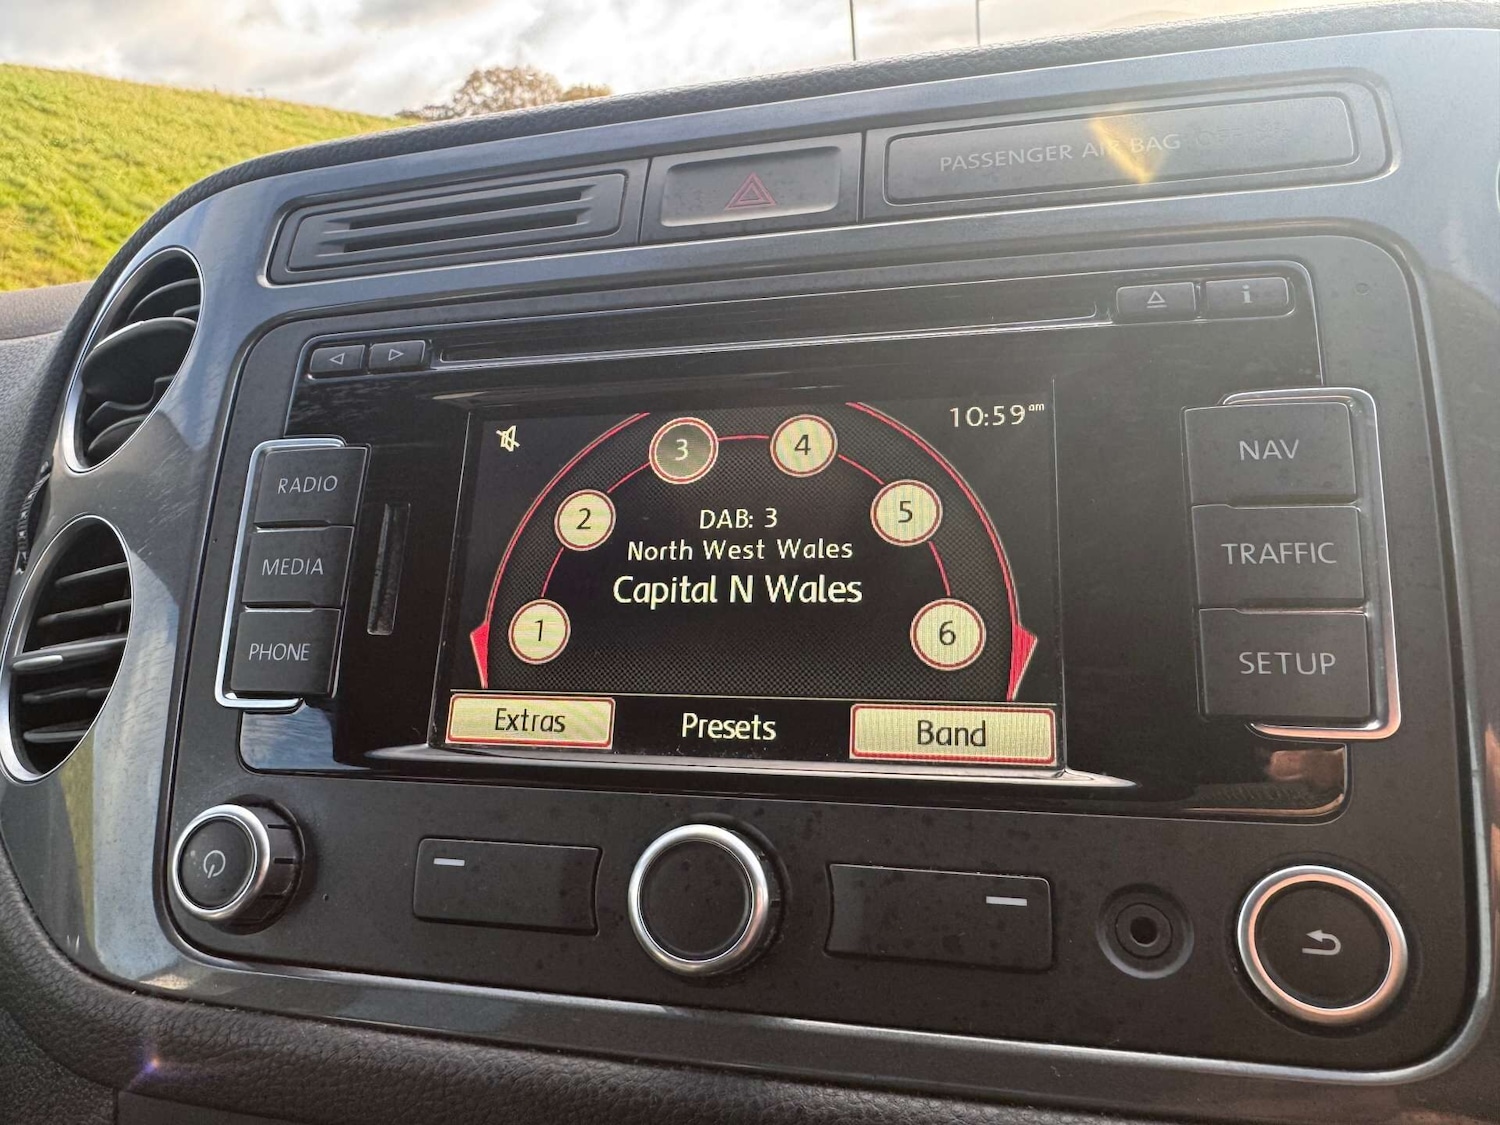 PASSENGER AIR BAG OFF
i
10:59am
RADIO
MEDIA
PHONE
1
2
3
4
5
6
DAB: 3
North West Wales
Capital N Wales
Extras
Presets
Band
NAV
TRAFFIC
SETUP